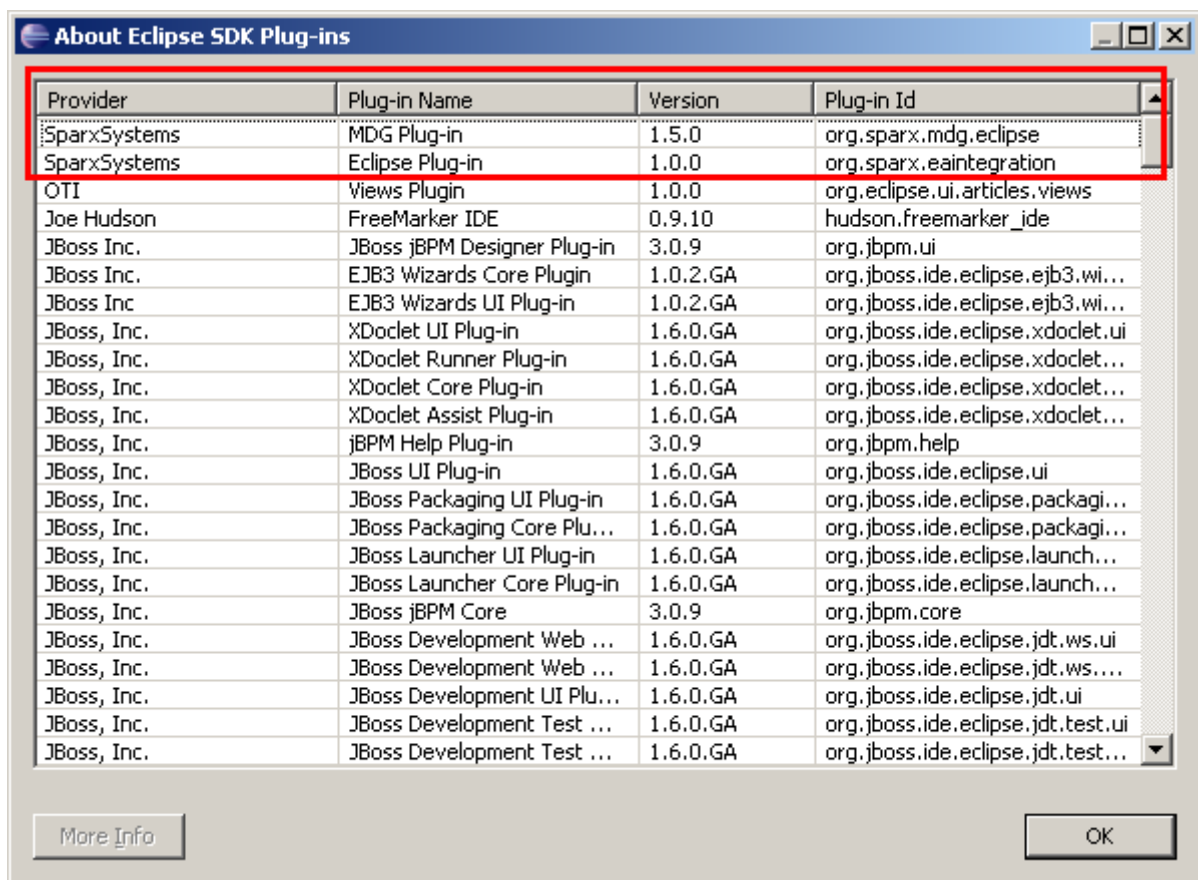 About Eclipse SDK Plug-ins
Provider Plug-in Name Version Plug-in Id
SparxSystems MDG Plug-in 1.5.0 org.sparx.mdg.eclipse
SparxSystems Eclipse Plug-in 1.0.0 org.sparx.eaintegration
OTI Views Plugin 1.0.0 org.eclipse.ui.articles.views
Joe Hudson FreeMarker IDE 0.9.10 hudson.freemarker_ide
JBoss Inc. JBoss jBPM Designer Plug-in 3.0.9 org.jbpm.ui
JBoss Inc. EJB3 Wizards Core Plugin 1.0.2.GA org.jboss.ide.eclipse.ejb3.wi...
JBoss Inc EJB3 Wizards UI Plug-in 1.0.2.GA org.jboss.ide.eclipse.ejb3.wi...
JBoss, Inc. XDoclet UI Plug-in 1.6.0.GA org.jboss.ide.eclipse.xdoclet.ui
JBoss, Inc. XDoclet Runner Plug-in 1.6.0.GA org.jboss.ide.eclipse.xdoclet...
JBoss, Inc. XDoclet Core Plug-in 1.6.0.GA org.jboss.ide.eclipse.xdoclet...
JBoss, Inc. XDoclet Assist Plug-in 1.6.0.GA org.jboss.ide.eclipse.xdoclet...
JBoss, Inc. jBPM Help Plug-in 3.0.9 org.jbpm.help
JBoss, Inc. JBoss UI Plug-in 1.6.0.GA org.jboss.ide.eclipse.ui
JBoss, Inc. JBoss Packaging UI Plug-in 1.6.0.GA org.jboss.ide.eclipse.packagi...
JBoss, Inc. JBoss Packaging Core Plu... 1.6.0.GA org.jboss.ide.eclipse.packagi...
JBoss, Inc. JBoss Launcher UI Plug-in 1.6.0.GA org.jboss.ide.eclipse.launch...
JBoss, Inc. JBoss Launcher Core Plug-in 1.6.0.GA org.jboss.ide.eclipse.launch...
JBoss, Inc. JBoss jBPM Core 3.0.9 org.jbpm.core
JBoss, Inc. JBoss Development Web ... 1.6.0.GA org.jboss.ide.eclipse.jdt.ws.ui
JBoss, Inc. JBoss Development Web ... 1.6.0.GA org.jboss.ide.eclipse.jdt.ws....
JBoss, Inc. JBoss Development UI Plu... 1.6.0.GA org.jboss.ide.eclipse.jdt.ui
JBoss, Inc. JBoss Development Test ... 1.6.0.GA org.jboss.ide.eclipse.jdt.test.ui
JBoss, Inc. JBoss Development Test ... 1.6.0.GA org.jboss.ide.eclipse.jdt.test...
More Info OK